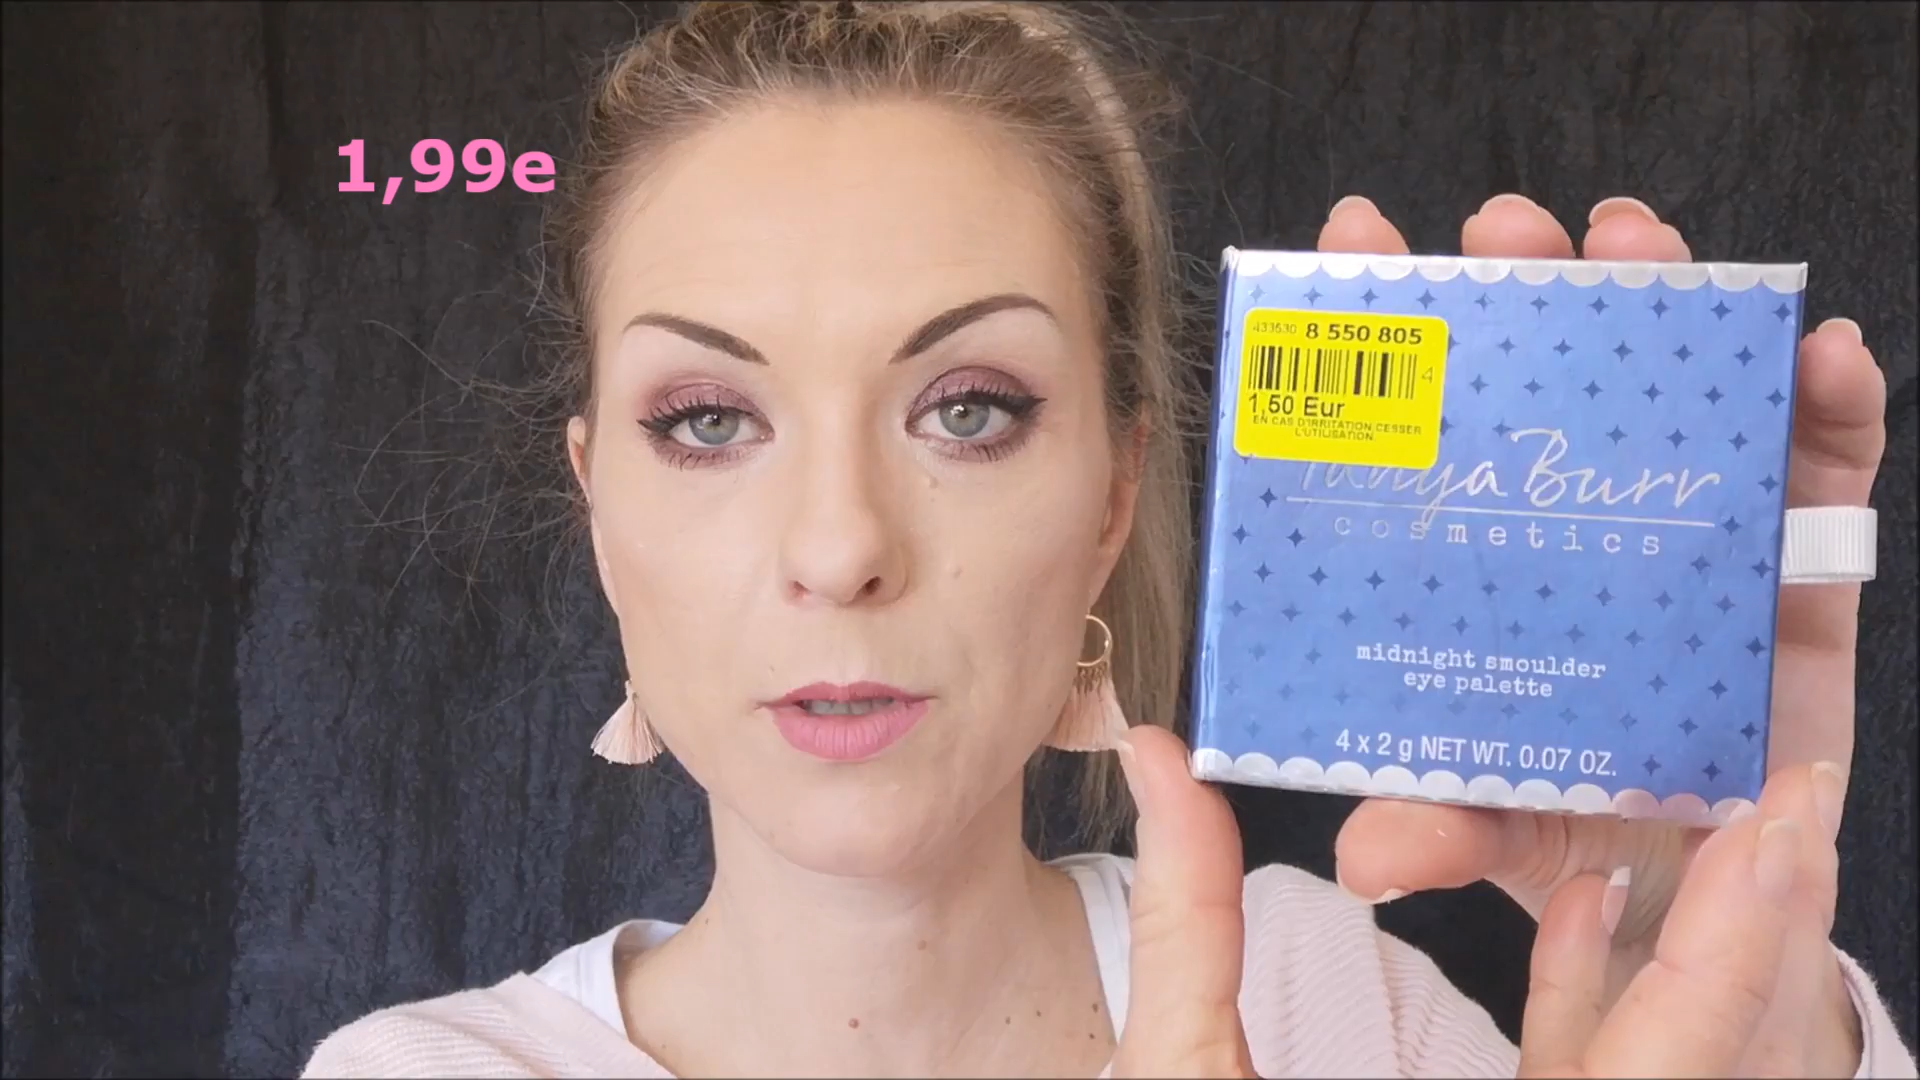 1,99e
433530 8 550 805
4
1,50 Eur
EN CAS D'IRRITATION CESSER
L'UTILISATION.
Tanya Burr
cosmetics
midnight smoulder
eye palette
4 x 2 g NET WT. 0.07 OZ.